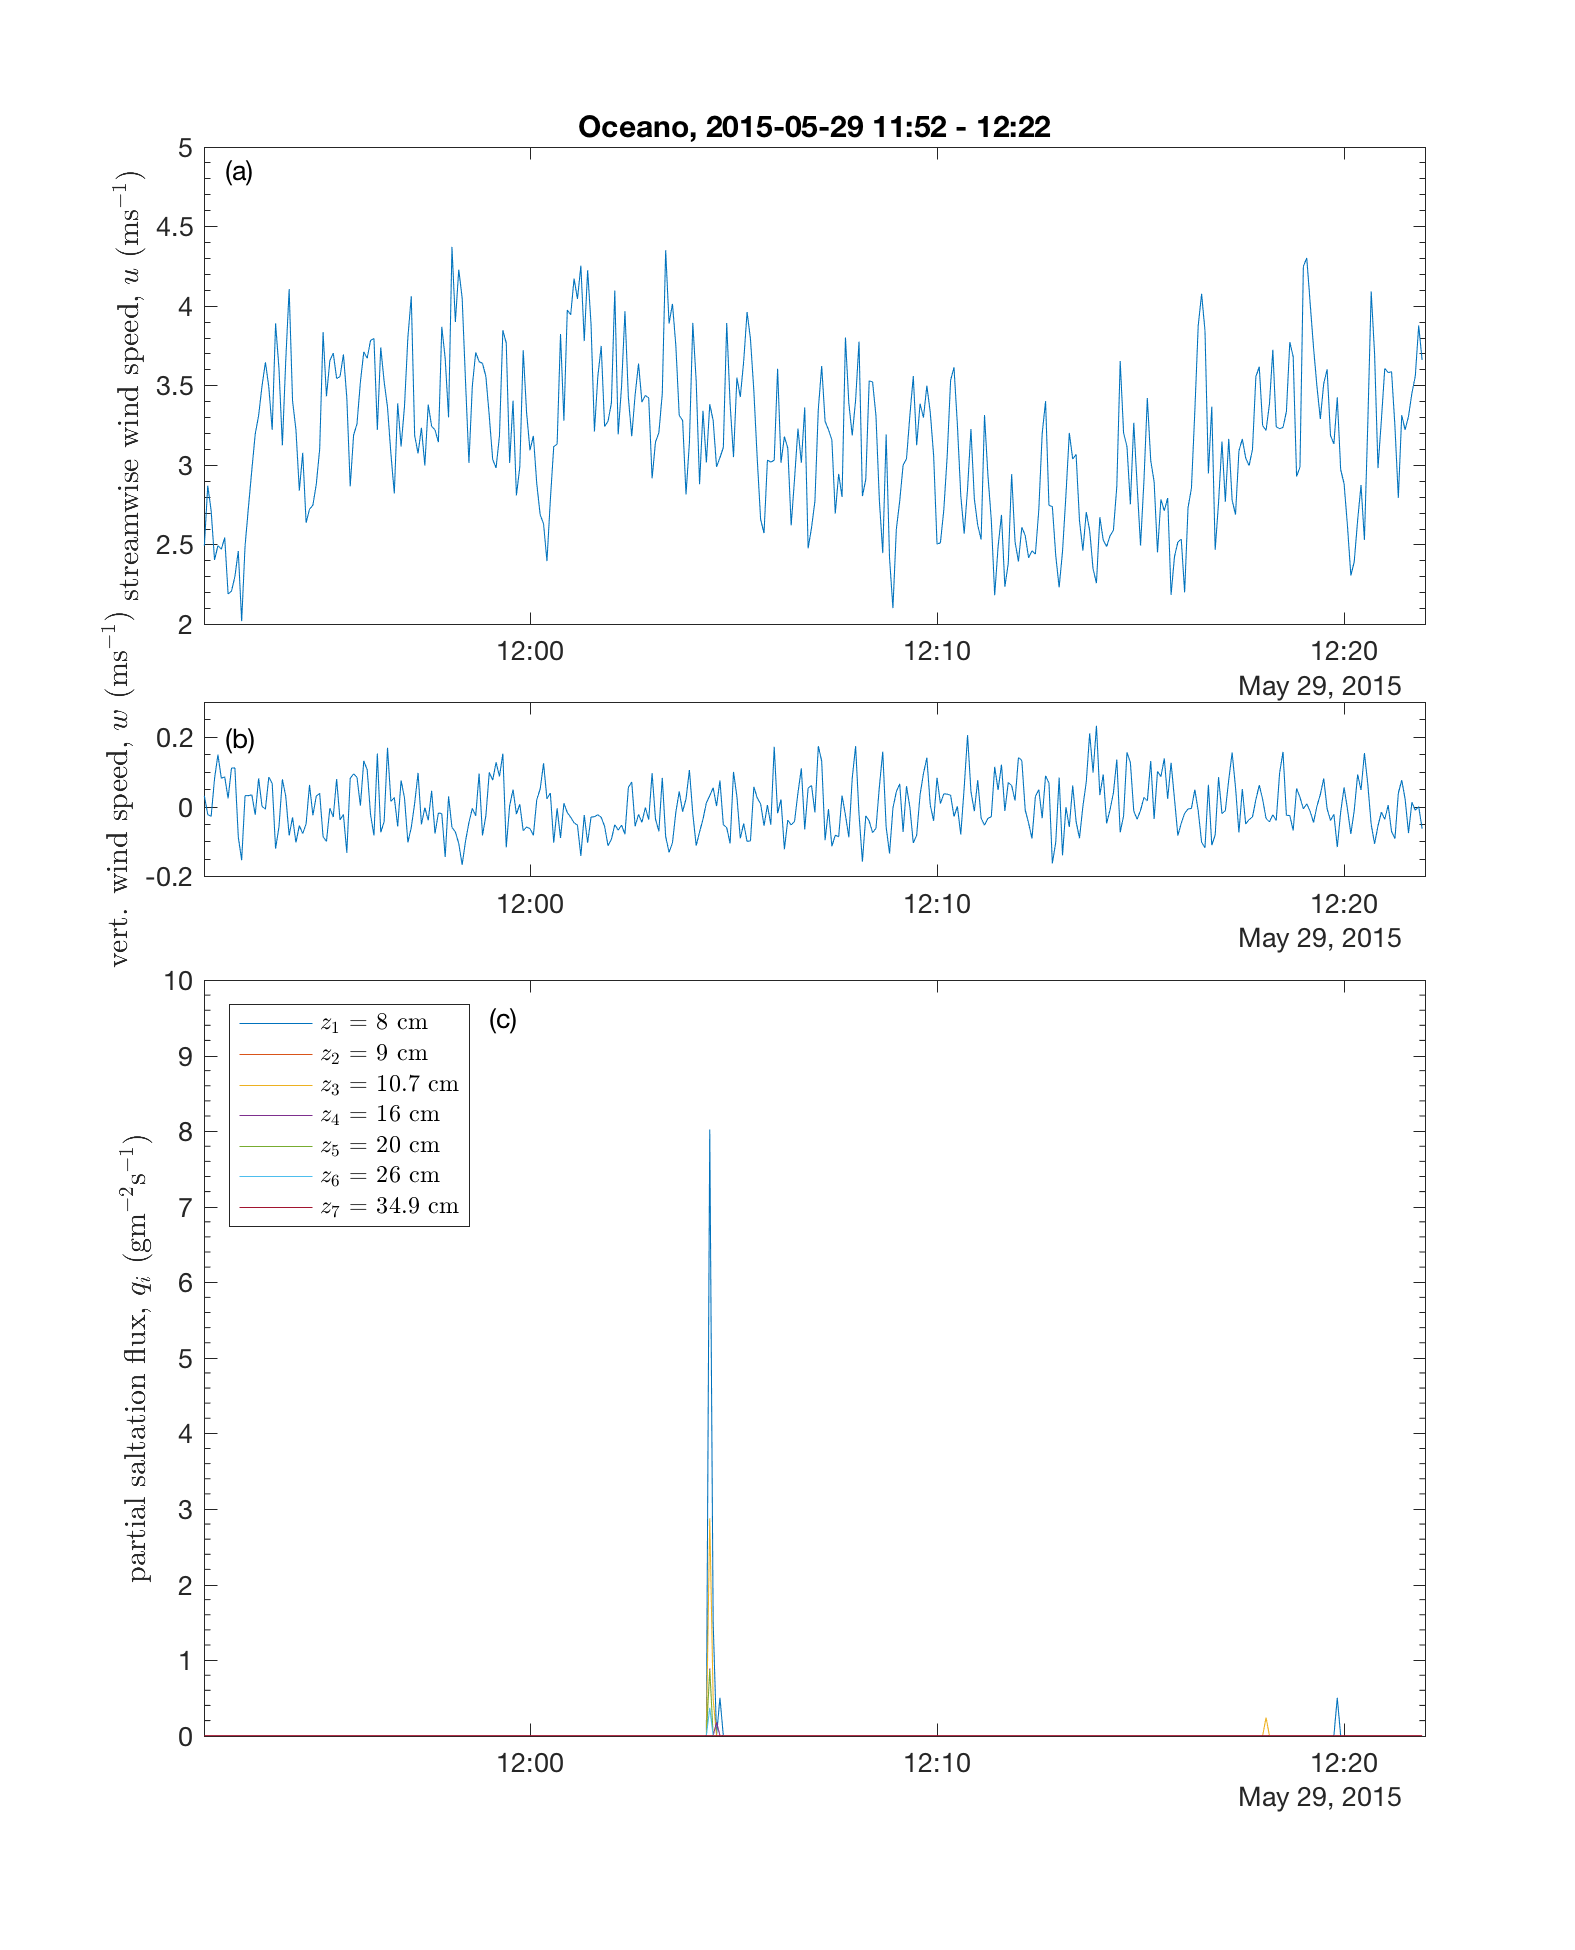 Oceano, 2015-05-29 11:52 - 12:22
(a)
streamwise wind speed, u (ms⁻¹)
5
4.5
4
3.5
3
2.5
2
12:00 12:10 12:20
May 29, 2015
(b)
vert. wind speed, w (ms⁻¹)
0.2
0
-0.2
12:00 12:10 12:20
May 29, 2015
(c)
partial saltation flux, qᵢ (gm⁻²s⁻¹)
10
9
8
7
6
5
4
3
2
1
0
z₁ = 8 cm
z₂ = 9 cm
z₃ = 10.7 cm
z₄ = 16 cm
z₅ = 20 cm
z₆ = 26 cm
z₇ = 34.9 cm
12:00 12:10 12:20
May 29, 2015